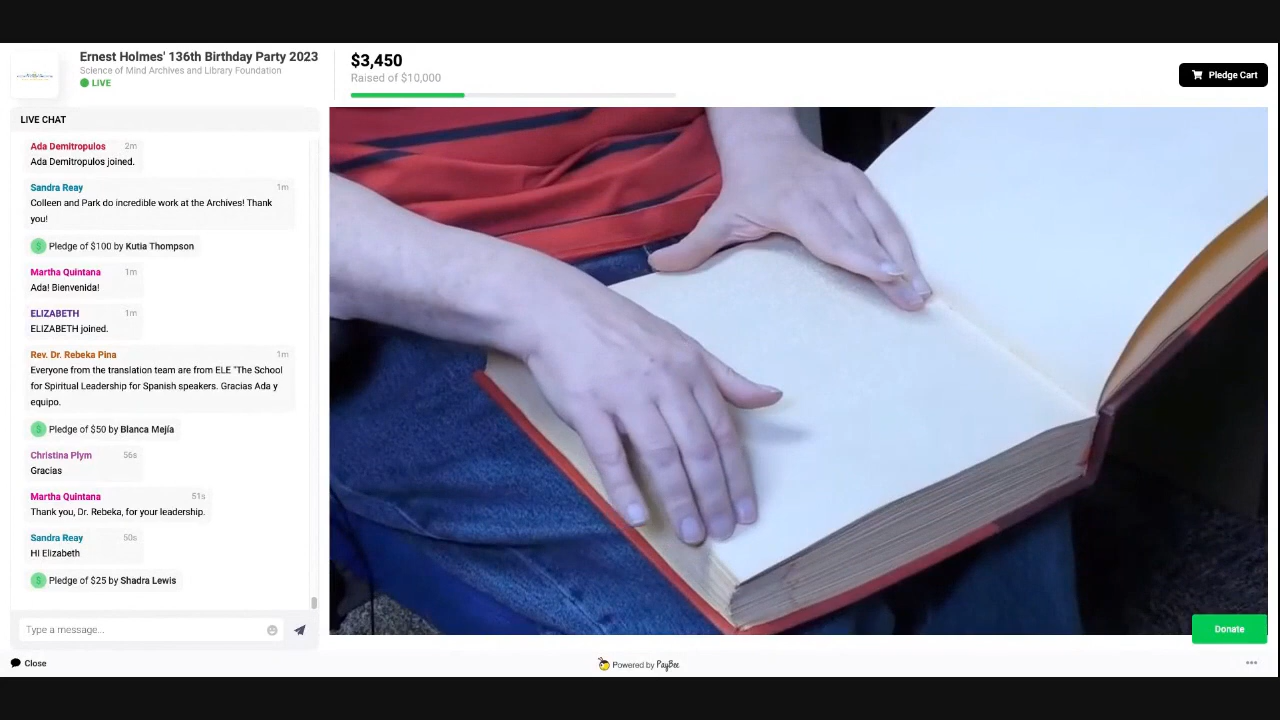 Ernest Holmes' 136th Birthday Party 2023
Science of Mind Archives and Library Foundation
LIVE
$3,450
Raised of $10,000
Pledge Cart
LIVE CHAT
Ada Demitropulos 2m
Ada Demitropulos joined.
Sandra Reay 1m
Colleen and Park do incredible work at the Archives! Thank
you!
$ Pledge of $100 by Kutia Thompson
Martha Quintana 1m
Ada! Bienvenida!
ELIZABETH 1m
ELIZABETH joined.
Rev. Dr. Rebeka Pina 1m
Everyone from the translation team are from ELE "The School
for Spiritual Leadership for Spanish speakers. Gracias Ada y
equipo.
$ Pledge of $50 by Blanca Mejía
Christina Plym 56s
Gracias
Martha Quintana 51s
Thank you, Dr. Rebeka, for your leadership.
Sandra Reay 50s
HI Elizabeth
$ Pledge of $25 by Shadra Lewis
Type a message...
Donate
Close
Powered by PayBee